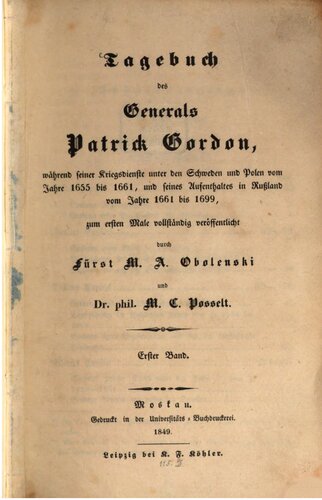 Tagebuch
des
Generals
Patrick Gordon,
während seiner Kriegsdienste unter den Schweden und Polen vom
Jahre 1655 bis 1661, und seines Aufenthaltes in Rußland
vom Jahre 1661 bis 1699,
zum ersten Male vollständig veröffentlicht
durch
Fürst M. A. Obolenski
und
Dr. phil. M. C. Posselt.
Erster Band.
Moskau.
Gedruckt in der Universitäts-Buchdruckerei.
1849.
Leipzig bei K. F. Köhler.